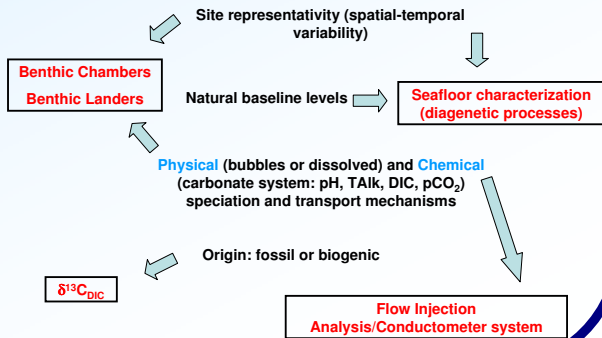 Site representativity (spatial-temporal
variability)
Benthic Chambers
Benthic Landers
Natural baseline levels
Seafloor characterization
(diagenetic processes)
Physical (bubbles or dissolved) and Chemical
(carbonate system: pH, TAlk, DIC, pCO₂)
speciation and transport mechanisms
Origin: fossil or biogenic
δ¹³C_DIC
Flow Injection
Analysis/Conductometer system